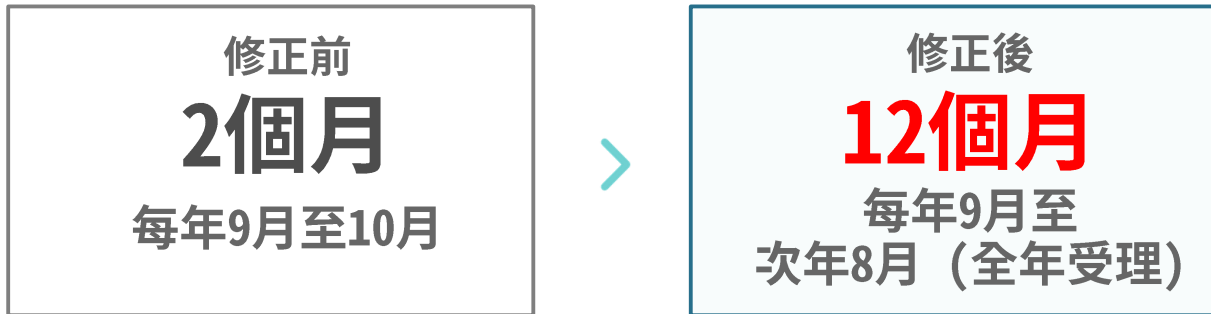 修正前
2個月
每年9月至10月
修正後
12個月
每年9月至
次年8月（全年受理）